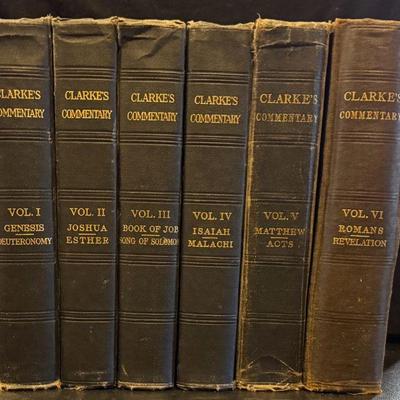 CLARKE'S
COMMENTARY
VOL. I
GENESIS
DEUTERONOMY
CLARKE'S
COMMENTARY
VOL. II
JOSHUA
ESTHER
CLARKE'S
COMMENTARY
VOL. III
BOOK OF JOB
SONG OF SOLOMON
CLARKE'S
COMMENTARY
VOL. IV
ISAIAH
MALACHI
CLARKE'S
COMMENTARY
VOL. V
MATTHEW
ACTS
CLARKE'S
COMMENTARY
VOL. VI
ROMANS
REVELATION